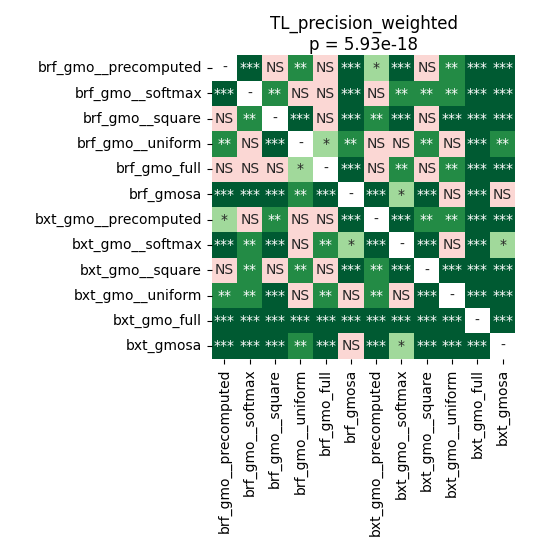 TL_precision_weighted
p = 5.93e-18
brf_gmo__precomputed - *** NS ** NS *** * *** NS ** *** ***
brf_gmo__softmax *** - ** NS NS *** NS ** ** ** *** ***
brf_gmo__square NS ** - *** NS *** ** *** NS *** *** ***
brf_gmo__uniform ** NS *** - * ** NS NS ** NS *** **
brf_gmo_full NS NS NS * - *** NS ** NS ** *** ***
brf_gmosa *** *** *** ** *** - *** * *** NS *** NS
bxt_gmo__precomputed * NS ** NS NS *** - *** ** ** *** ***
bxt_gmo__softmax *** ** *** NS ** * *** - *** NS *** *
bxt_gmo__square NS ** NS ** NS *** ** *** - *** *** ***
bxt_gmo__uniform ** ** *** NS ** NS ** NS *** - *** ***
bxt_gmo_full *** *** *** *** *** *** *** *** *** *** - ***
bxt_gmosa *** *** *** ** *** NS *** * *** *** *** -
brf_gmo__precomputed
brf_gmo__softmax
brf_gmo__square
brf_gmo__uniform
brf_gmo_full
brf_gmosa
bxt_gmo__precomputed
bxt_gmo__softmax
bxt_gmo__square
bxt_gmo__uniform
bxt_gmo_full
bxt_gmosa